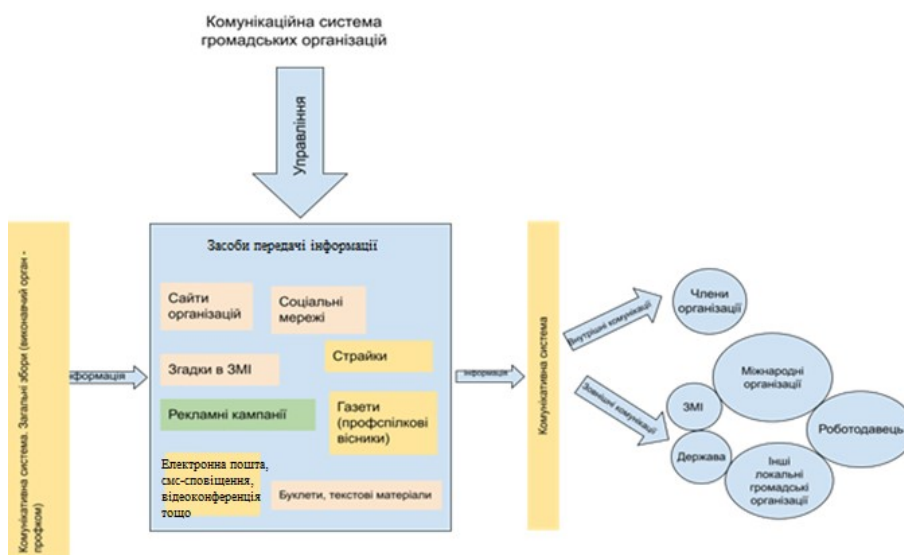 Комунікаційна система
громадських організацій
Управління
Комунікативна система. Загальні збори (виконавчий орган -
профком)
інформація
Засоби передачі інформації
Сайти
організацій
Соціальні
мережі
Згадки в ЗМІ
Страйки
Рекламні кампанії
Газети
(профспілкові
вісники)
Електронна пошта,
смс-сповіщення,
відеоконференція
тощо
Буклети, текстові матеріали
інформація
Комунікативна система
Внутрішні комунікації
Зовнішні комунікації
Члени
організації
Міжнародні
організації
ЗМІ
Роботодавець
Держава
Інші
локальні
громадські
організації